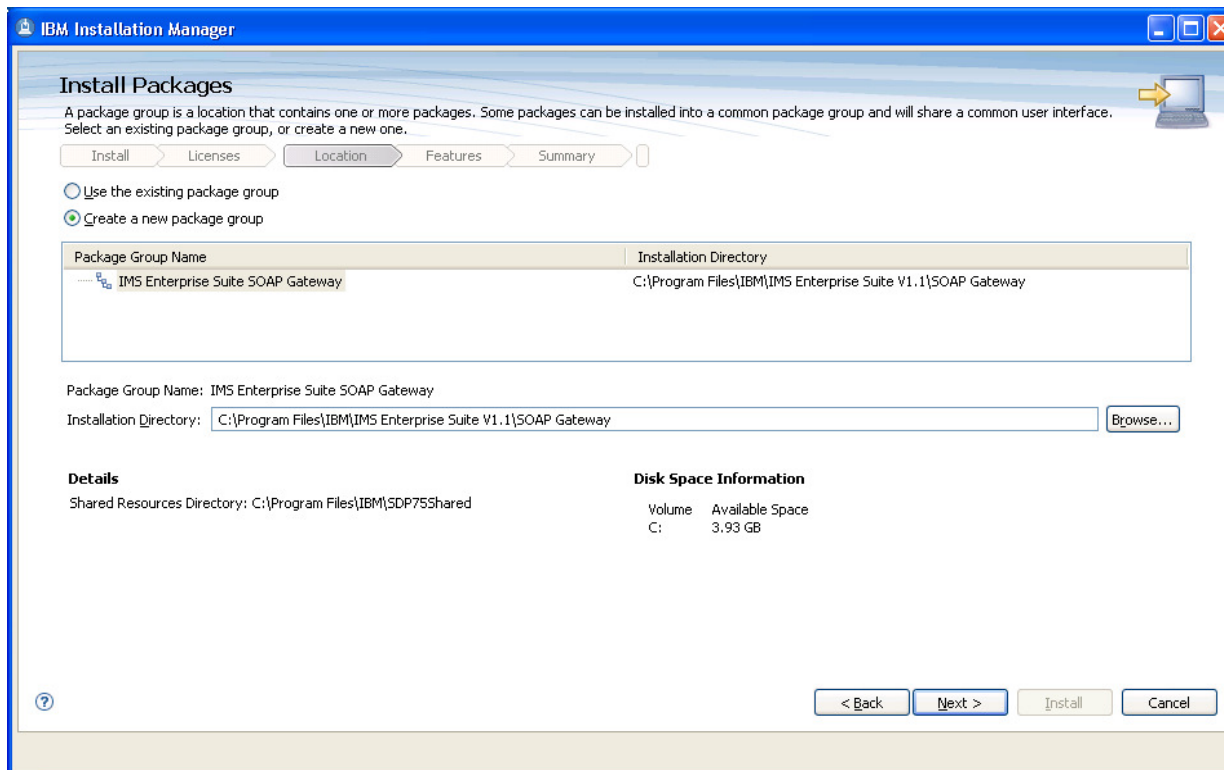 IBM Installation Manager
Install Packages
A package group is a location that contains one or more packages. Some packages can be installed into a common package group and will share a common user interface.
Select an existing package group, or create a new one.
Install Licenses Location Features Summary
Use the existing package group
Create a new package group
Package Group Name Installation Directory
IMS Enterprise Suite SOAP Gateway C:\Program Files\IBM\IMS Enterprise Suite V1.1\SOAP Gateway
Package Group Name: IMS Enterprise Suite SOAP Gateway
Installation Directory: C:\Program Files\IBM\IMS Enterprise Suite V1.1\SOAP Gateway Browse...
Details Disk Space Information
Shared Resources Directory: C:\Program Files\IBM\SDP75Shared
Volume Available Space
C: 3.93 GB
? < Back Next > Install Cancel